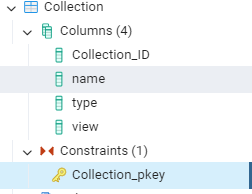 Collection
Columns (4)
Collection_ID
name
type
view
Constraints (1)
Collection_pkey